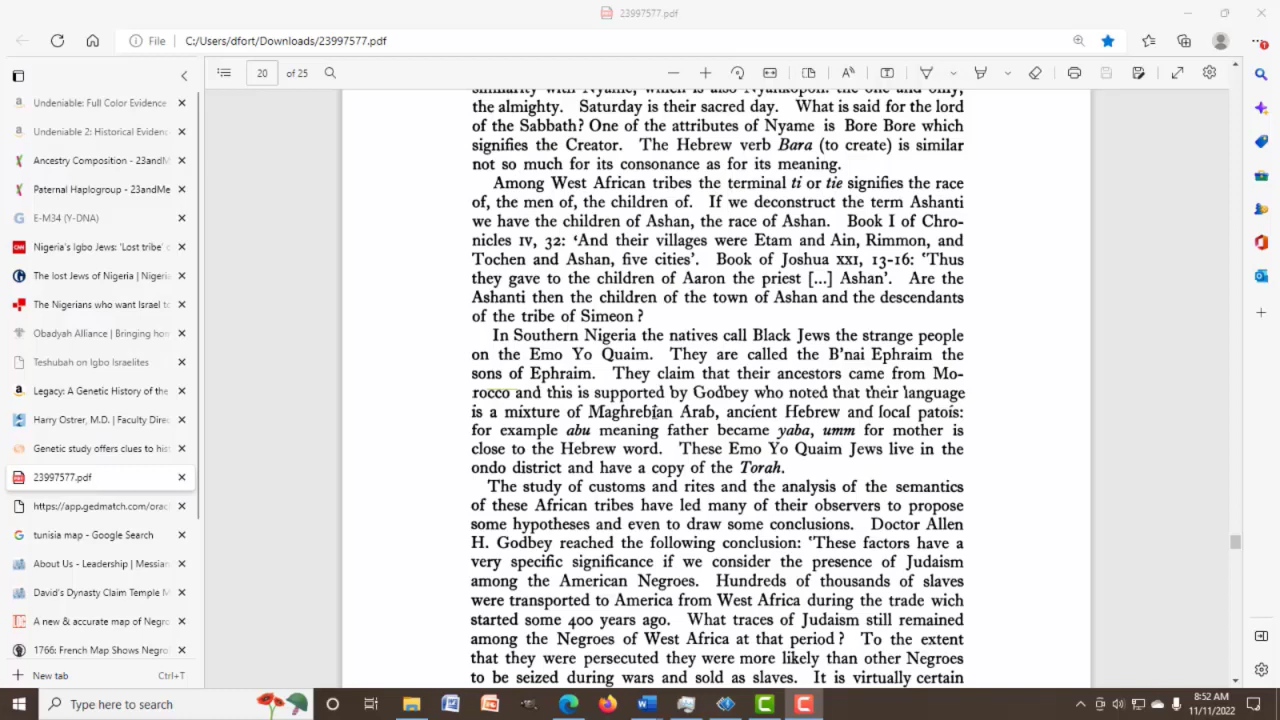 23997577.pdf
File
C:/Users/dfort/Downloads/23997577.pdf
20
of 25
Undeniable: Full Color Evidence
Undeniable 2: Historical Evidenc
Ancestry Composition - 23andM
Paternal Haplogroup - 23andMe
E-M34 (Y-DNA)
Nigeria's Igbo Jews: 'Lost tribe'
The lost Jews of Nigeria | Nigeri
The Nigerians who want Israel to
Obadyah Alliance | Bringing hon
Teshubah on Igbo Israelites
Legacy: A Genetic History of the
Harry Ostrer, M.D. | Faculty Direc
Genetic study offers clues to his
23997577.pdf
https://app.gedmatch.com/orac
tunisia map - Google Search
About Us - Leadership | Messian
David's Dynasty Claim Temple M
A new & accurate map of Negro
1766: French Map Shows Negro
New tab
Ctrl+T
similarity with Nyame, which is also Nyankopon: the one and only,
the almighty. Saturday is their sacred day. What is said for the lord
of the Sabbath? One of the attributes of Nyame is Bore Bore which
signifies the Creator. The Hebrew verb Bara (to create) is similar
not so much for its consonance as for its meaning.
Among West African tribes the terminal ti or tie signifies the race
of, the men of, the children of. If we deconstruct the term Ashanti
we have the children of Ashan, the race of Ashan. Book I of Chro-
nicles IV, 32: 'And their villages were Etam and Ain, Rimmon, and
Tochen and Ashan, five cities'. Book of Joshua XXI, 13-16: 'Thus
they gave to the children of Aaron the priest [...] Ashan'. Are the
Ashanti then the children of the town of Ashan and the descendants
of the tribe of Simeon?
In Southern Nigeria the natives call Black Jews the strange people
on the Emo Yo Quaim. They are called the B'nai Ephraim the
sons of Ephraim. They claim that their ancestors came from Mo-
rocco and this is supported by Godbey who noted that their language
is a mixture of Maghrebian Arab, ancient Hebrew and local patois:
for example abu meaning father became yaba, umm for mother is
close to the Hebrew word. These Emo Yo Quaim Jews live in the
ondo district and have a copy of the Torah.
The study of customs and rites and the analysis of the semantics
of these African tribes have led many of their observers to propose
some hypotheses and even to draw some conclusions. Doctor Allen
H. Godbey reached the following conclusion: 'These factors have a
very specific significance if we consider the presence of Judaism
among the American Negroes. Hundreds of thousands of slaves
were transported to America from West Africa during the trade wich
started some 400 years ago. What traces of Judaism still remained
among the Negroes of West Africa at that period? To the extent
that they were persecuted they were more likely than other Negroes
to be seized during wars and sold as slaves. It is virtually certain
Type here to search
8:52 AM
11/11/2022